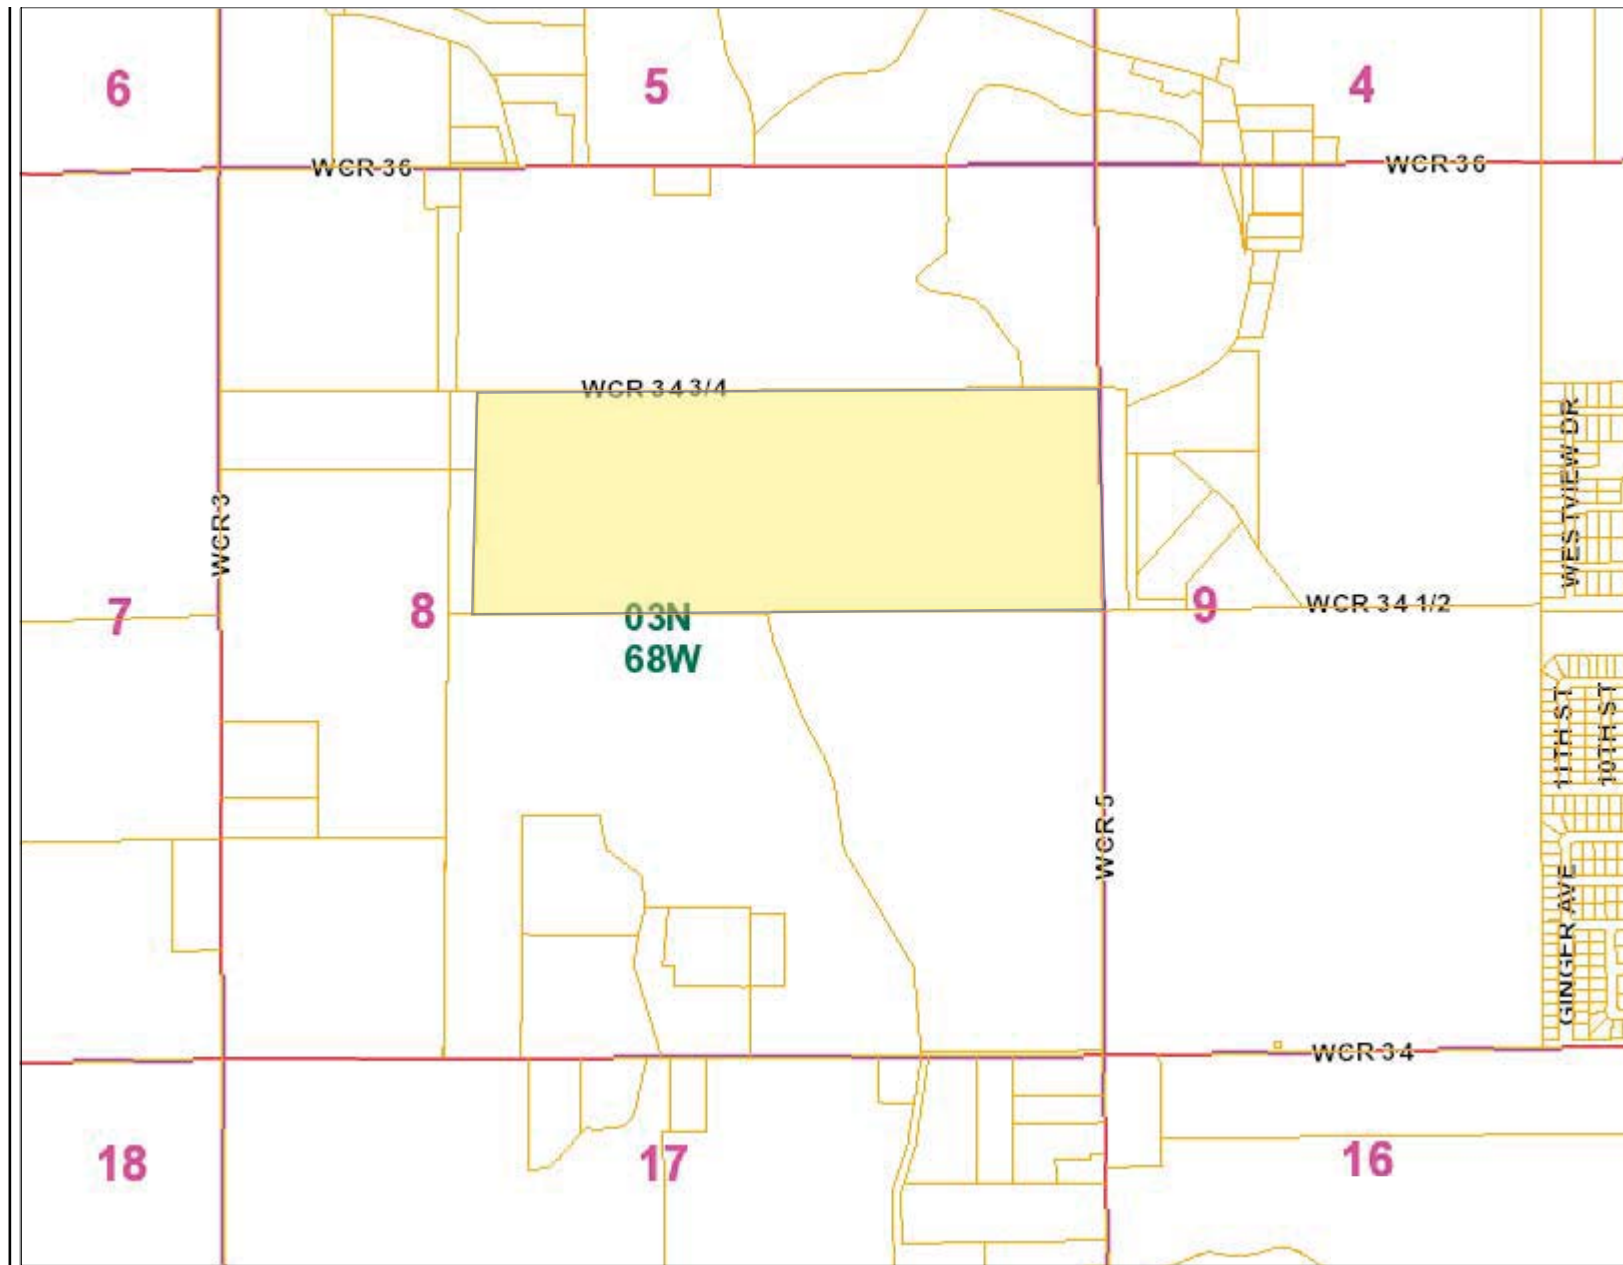 6
5
4
WCR 36
WCR 36
WCR 34 3/4
WESTVIEW DR
WCR 3
7
8
03N
68W
9
WCR 34 1/2
11TH ST
10TH ST
WCR 5
GINGER AVE
WCR 34
18
17
16